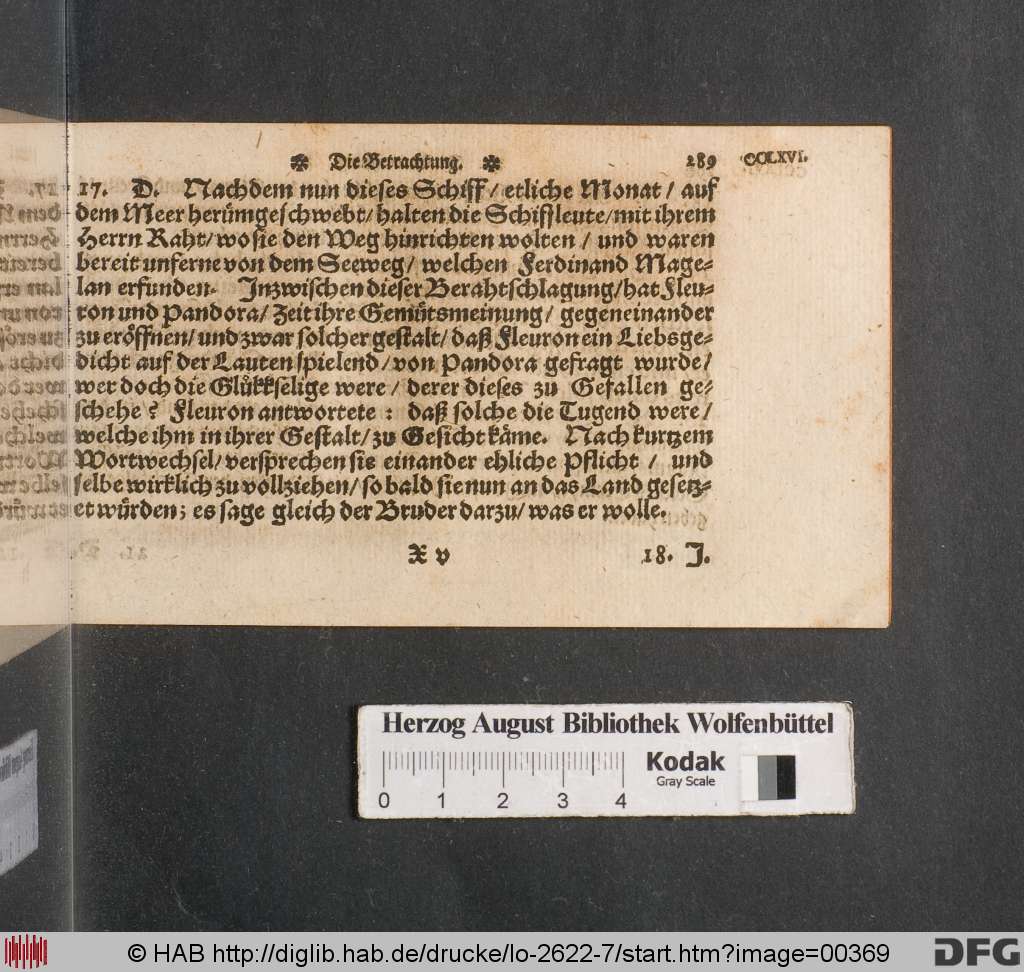 ✽ Die Betrachtung. ✽ 289 CCLXVI.
17. D. Nachdem nun dieses Schiff / etliche Monat / auf
dem Meer herümgeschwebt / halten die Schiffleute / mit ihrem
Herrn Raht / wo sie den Weg hinrichten wolten / und waren
bereit unferne von dem Seeweg / welchen Ferdinand Mage-
lan erfunden. Inzwischen dieser Berahtschlagung / hat Fleu-
ron und Pandora / Zeit ihre Gemütsmeinung / gegeneinander
zu eröffnen / und zwar solcher gestalt / daß Fleuron ein Liebsge-
dicht auf der Lauten spielend / von Pandora gefragt wurde /
wer doch die Glükkselige were / derer dieses zu Gefallen ge-
schehe? Fleuron antwortete : daß solche die Tugend were /
welche ihm in ihrer Gestalt / zu Gesicht käme. Nach kurtzem
Wortwechsel / versprechen sie einander ehliche Pflicht / und
selbe wirklich zu vollziehen / so bald sie nun an das Land gesetz-
et würden; es sage gleich der Bruder darzu / was er wolle.
X v 18. J.
Herzog August Bibliothek Wolfenbüttel
Kodak
Gray Scale
0 1 2 3 4
© HAB http://diglib.hab.de/drucke/lo-2622-7/start.htm?image=00369
DFG